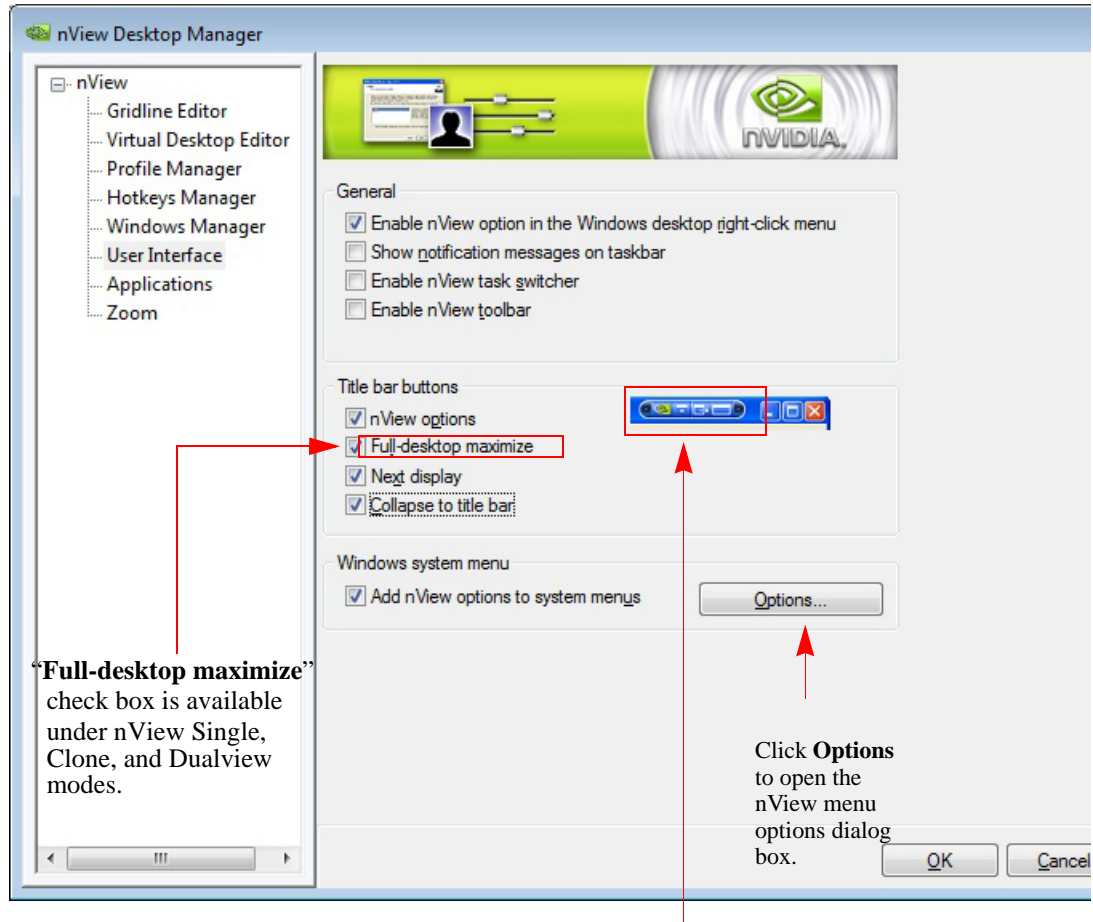 nView Desktop Manager
nView
Gridline Editor
Virtual Desktop Editor
Profile Manager
Hotkeys Manager
Windows Manager
User Interface
Applications
Zoom
NVIDIA.
General
Enable nView option in the Windows desktop right-click menu
Show notification messages on taskbar
Enable nView task switcher
Enable nView toolbar
Title bar buttons
nView options
Full-desktop maximize
Next display
Collapse to title bar
Windows system menu
Add nView options to system menus
Options...
“Full-desktop maximize”
check box is available
under nView Single,
Clone, and Dualview
modes.
Click Options
to open the
nView menu
options dialog
box.
OK
Cancel